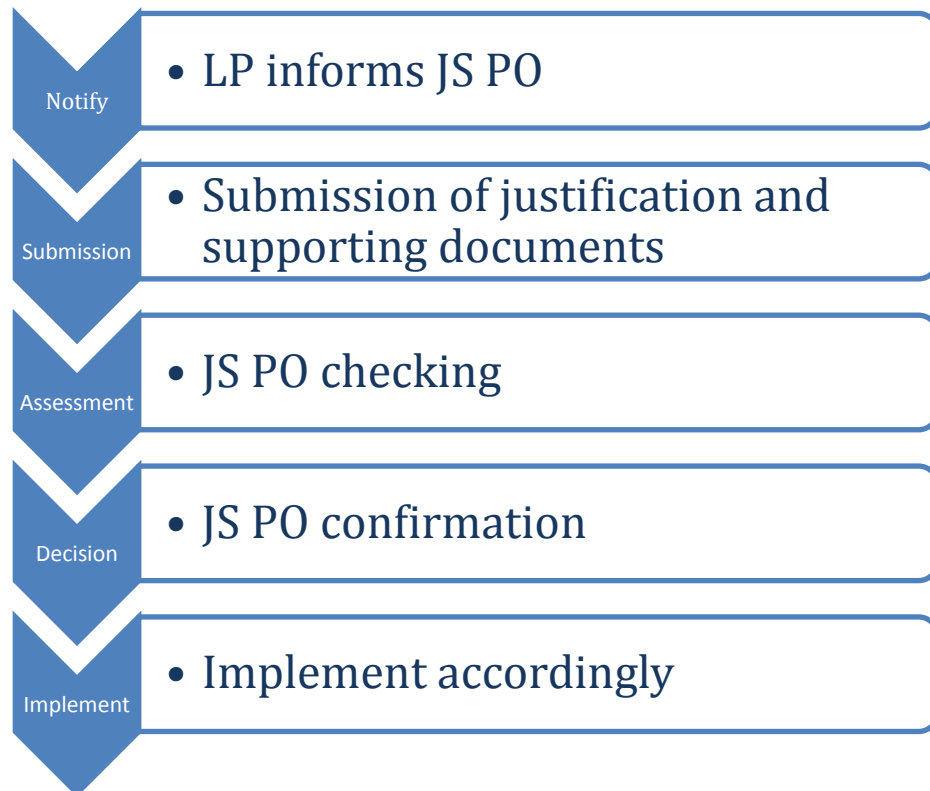 Notify
• LP informs JS PO
Submission
• Submission of justification and
supporting documents
Assessment
• JS PO checking
Decision
• JS PO confirmation
Implement
• Implement accordingly